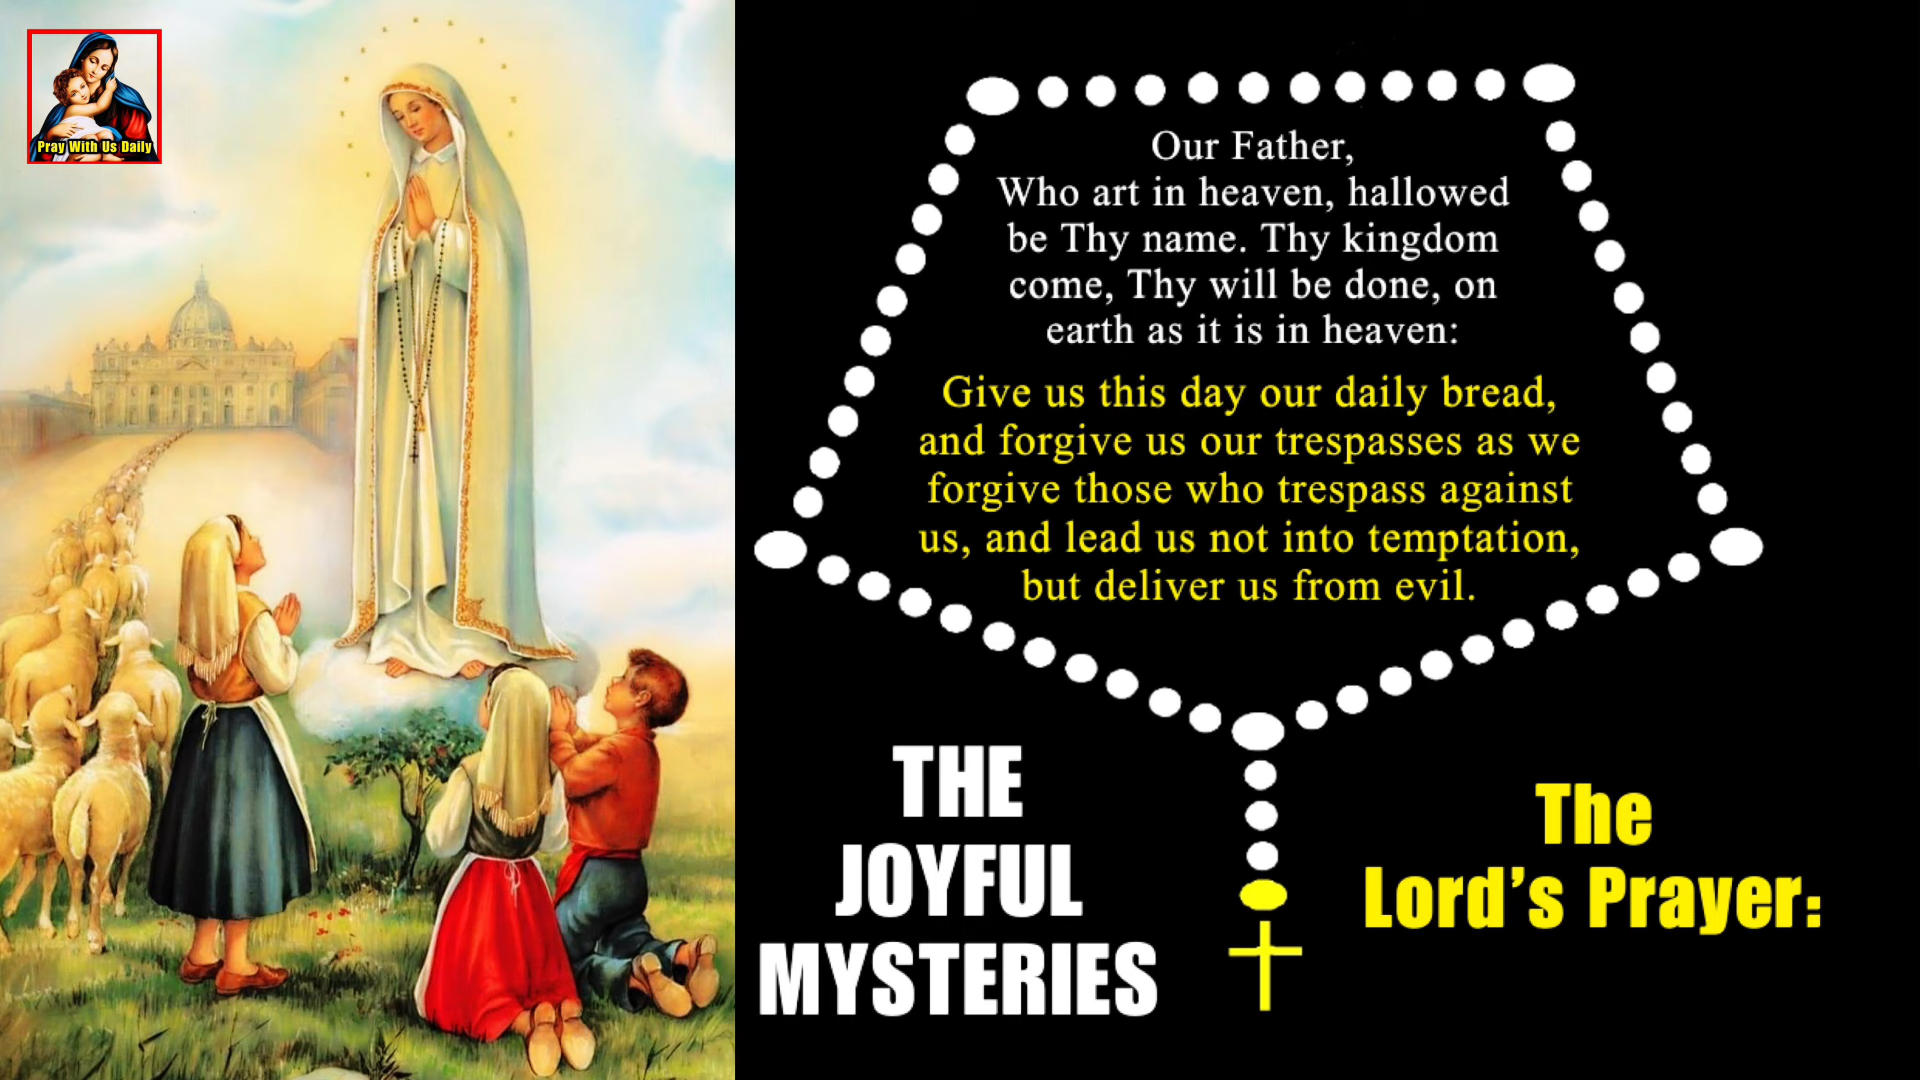 Pray With Us Daily
Our Father,
Who art in heaven, hallowed
be Thy name. Thy kingdom
come, Thy will be done, on
earth as it is in heaven:
Give us this day our daily bread,
and forgive us our trespasses as we
forgive those who trespass against
us, and lead us not into temptation,
but deliver us from evil.
THE
JOYFUL
MYSTERIES
The
Lord’s Prayer: